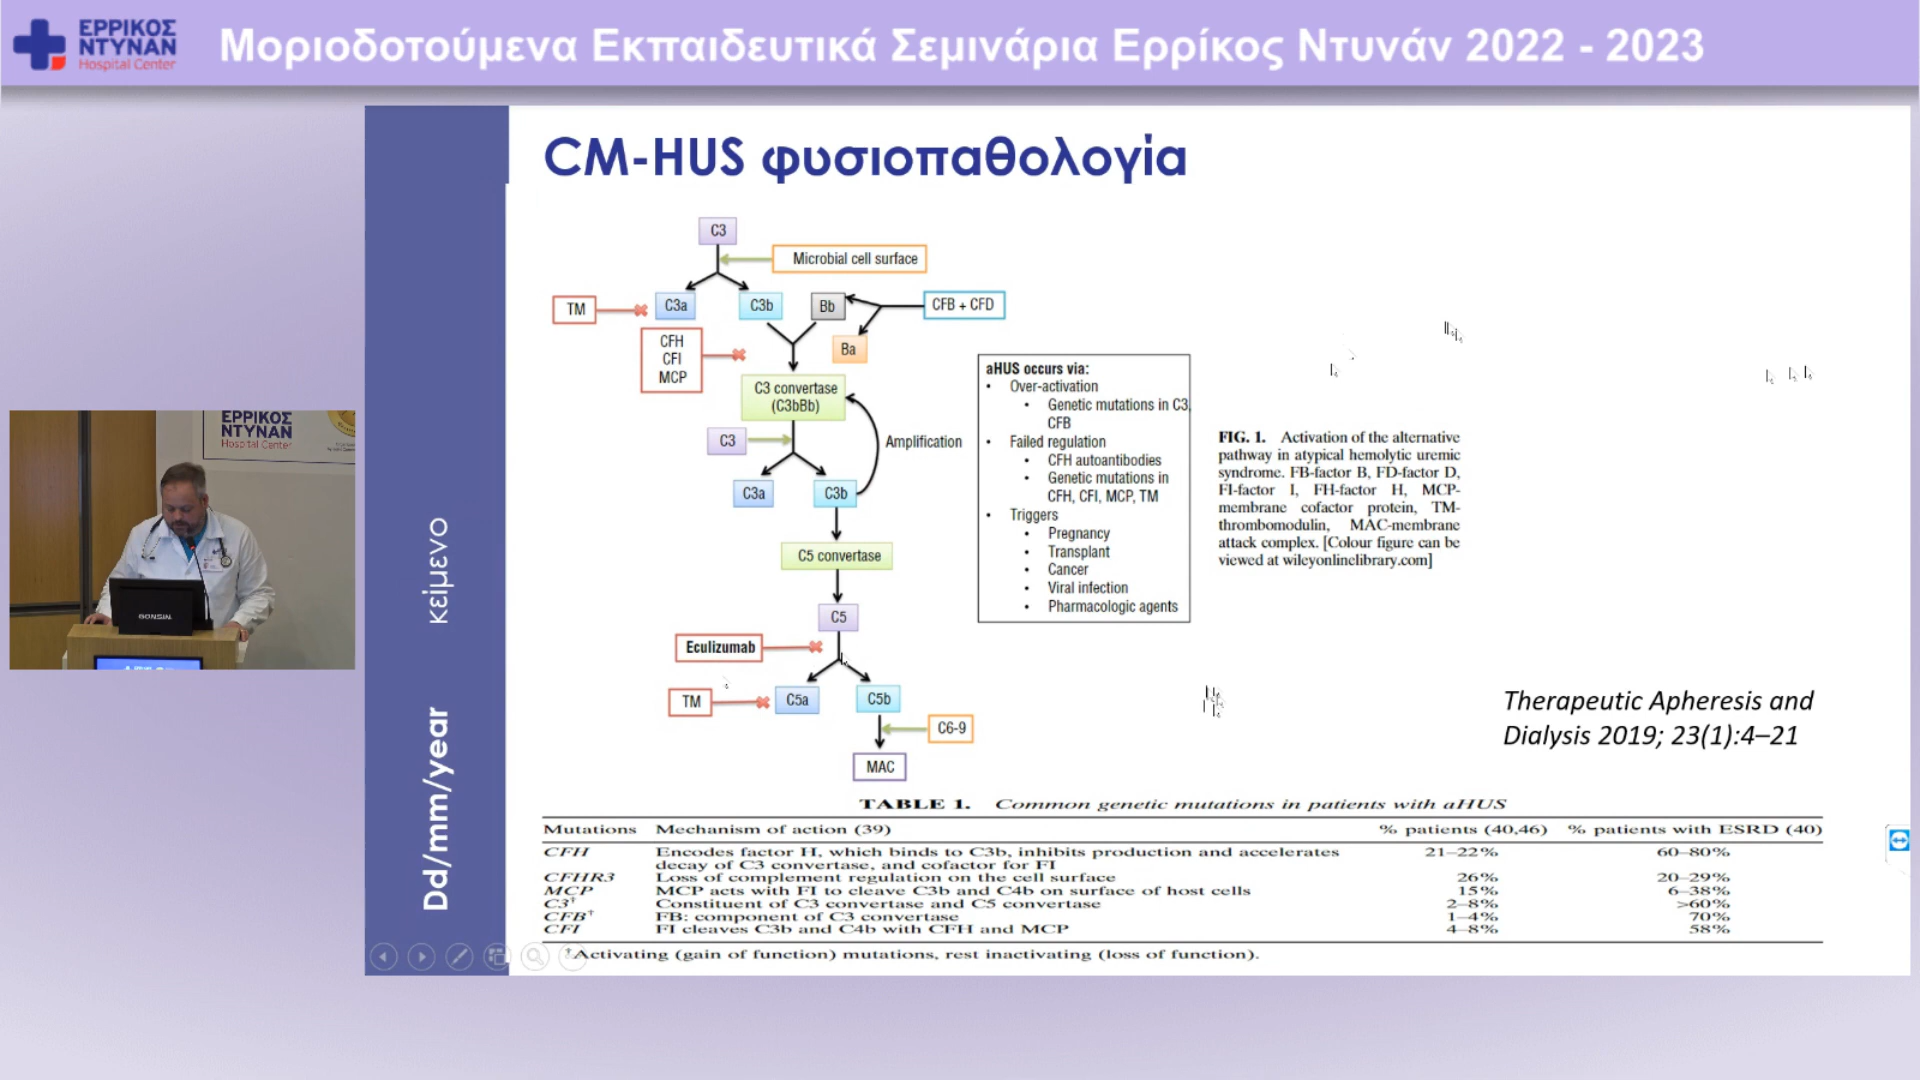 ΕΡΡΙΚΟΣ
ΝΤΥΝΑΝ
Hospital Center
Μοριοδοτούμενα Εκπαιδευτικά Σεμινάρια Ερρίκος Ντυνάν 2022 - 2023
CM-HUS φυσιοπαθολογία
C3
Microbial cell surface
TM
C3a
C3b
Bb
CFB + CFD
CFH
CFI
MCP
Ba
C3 convertase
(C3bBb)
C3
Amplification
C3a
C3b
C5 convertase
C5
Eculizumab
TM
C5a
C5b
C6-9
MAC
aHUS occurs via:
• Over-activation
• Genetic mutations in C3,
CFB
• Failed regulation
• CFH autoantibodies
• Genetic mutations in
CFH, CFI, MCP, TM
• Triggers
• Pregnancy
• Transplant
• Cancer
• Viral infection
• Pharmacologic agents
FIG. 1. Activation of the alternative
pathway in atypical hemolytic uremic
syndrome. FB-factor B, FD-factor D,
FI-factor I, FH-factor H, MCP-
membrane cofactor protein, TM-
thrombomodulin, MAC-membrane
attack complex. [Colour figure can be
viewed at wileyonlinelibrary.com]
Therapeutic Apheresis and
Dialysis 2019; 23(1):4–21
TABLE 1. Common genetic mutations in patients with aHUS
Mutations Mechanism of action (39) % patients (40,46) % patients with ESRD (40)
CFH Encodes factor H, which binds to C3b, inhibits production and accelerates 21–22% 60–80%
decay of C3 convertase, and cofactor for FI
CFHR3 Loss of complement regulation on the cell surface 26% 20–29%
MCP MCP acts with FI to cleave C3b and C4b on surface of host cells 15% 6–38%
C3† Constituent of C3 convertase and C5 convertase 2–8% >60%
CFB† FB: component of C3 convertase 1–4% 70%
CFI FI cleaves C3b and C4b with CFH and MCP 4–8% 58%
†Activating (gain of function) mutations, rest inactivating (loss of function).
κείμενο
Dd/mm/year
ΕΡΡΙΚΟΣ
ΝΤΥΝΑΝ
Hospital Center